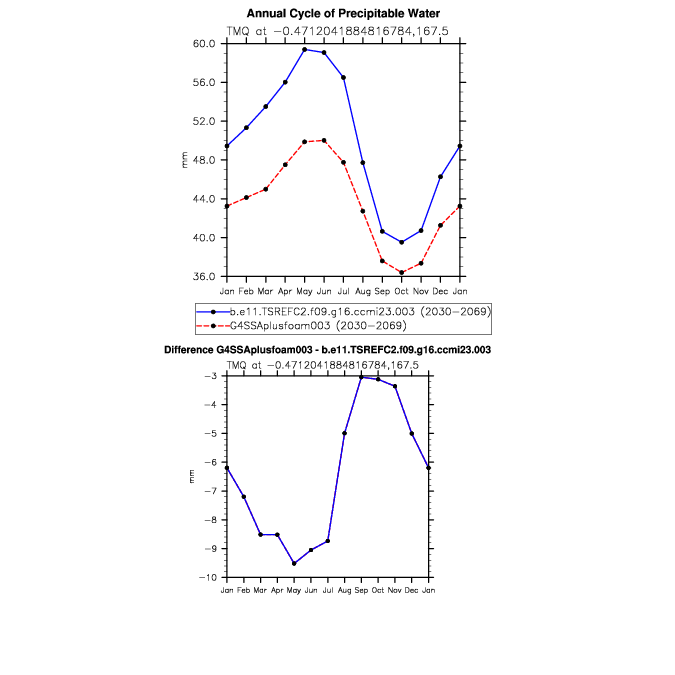 Annual Cycle of Precipitable Water
TMQ at −0.4712041884816784,167.5
60.0
56.0
52.0
48.0
44.0
40.0
36.0
mm
Jan Feb Mar Apr May Jun Jul Aug Sep Oct Nov Dec Jan
b.e11.TSREFC2.f09.g16.ccmi23.003 (2030−2069)
G4SSAplusfoam003 (2030−2069)
Difference G4SSAplusfoam003 - b.e11.TSREFC2.f09.g16.ccmi23.003
TMQ at −0.4712041884816784,167.5
−3
−4
−5
−6
−7
−8
−9
−10
mm
Jan Feb Mar Apr May Jun Jul Aug Sep Oct Nov Dec Jan